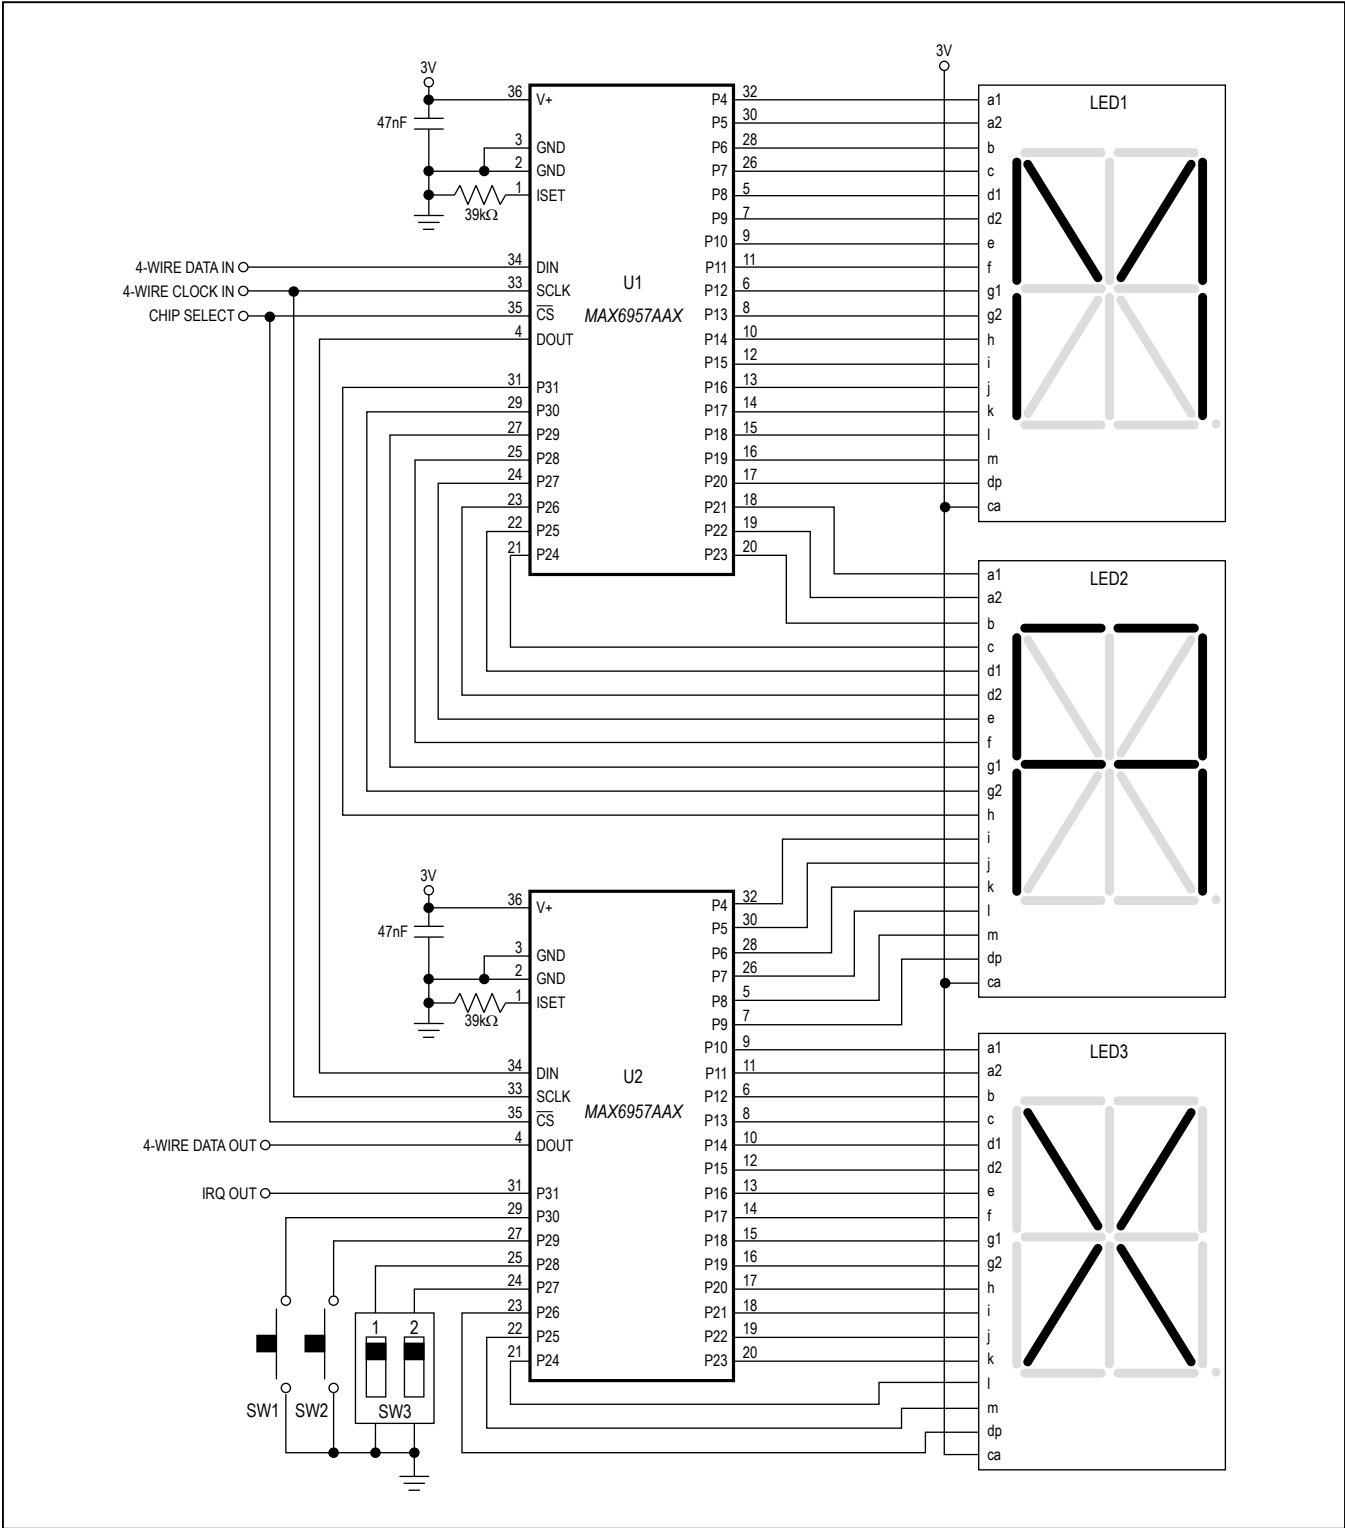 3V
47nF
36 V+
3 GND
2 GND
1 ISET
39kΩ
4-WIRE DATA IN 34 DIN
4-WIRE CLOCK IN 33 SCLK
CHIP SELECT 35 CS
4 DOUT
31 P31
29 P30
27 P29
25 P28
24 P27
23 P26
22 P25
21 P24
U1
MAX6957AAX
P4 32
P5 30
P6 28
P7 26
P8 5
P9 7
P10 9
P11 11
P12 6
P13 8
P14 10
P15 12
P16 13
P17 14
P18 15
P19 16
P20 17
P21 18
P22 19
P23 20
3V
LED1
a1
a2
b
c
d1
d2
e
f
g1
g2
h
i
j
k
l
m
dp
ca
LED2
a1
a2
b
c
d1
d2
e
f
g1
g2
h
i
j
k
l
m
dp
ca
3V
47nF
36 V+
3 GND
2 GND
1 ISET
39kΩ
34 DIN
33 SCLK
35 CS
4-WIRE DATA OUT 4 DOUT
IRQ OUT 31 P31
29 P30
27 P29
25 P28
24 P27
23 P26
22 P25
21 P24
U2
MAX6957AAX
P4 32
P5 30
P6 28
P7 26
P8 5
P9 7
P10 9
P11 11
P12 6
P13 8
P14 10
P15 12
P16 13
P17 14
P18 15
P19 16
P20 17
P21 18
P22 19
P23 20
LED3
a1
a2
b
c
d1
d2
e
f
g1
g2
h
i
j
k
l
m
dp
ca
1 2
SW1 SW2 SW3